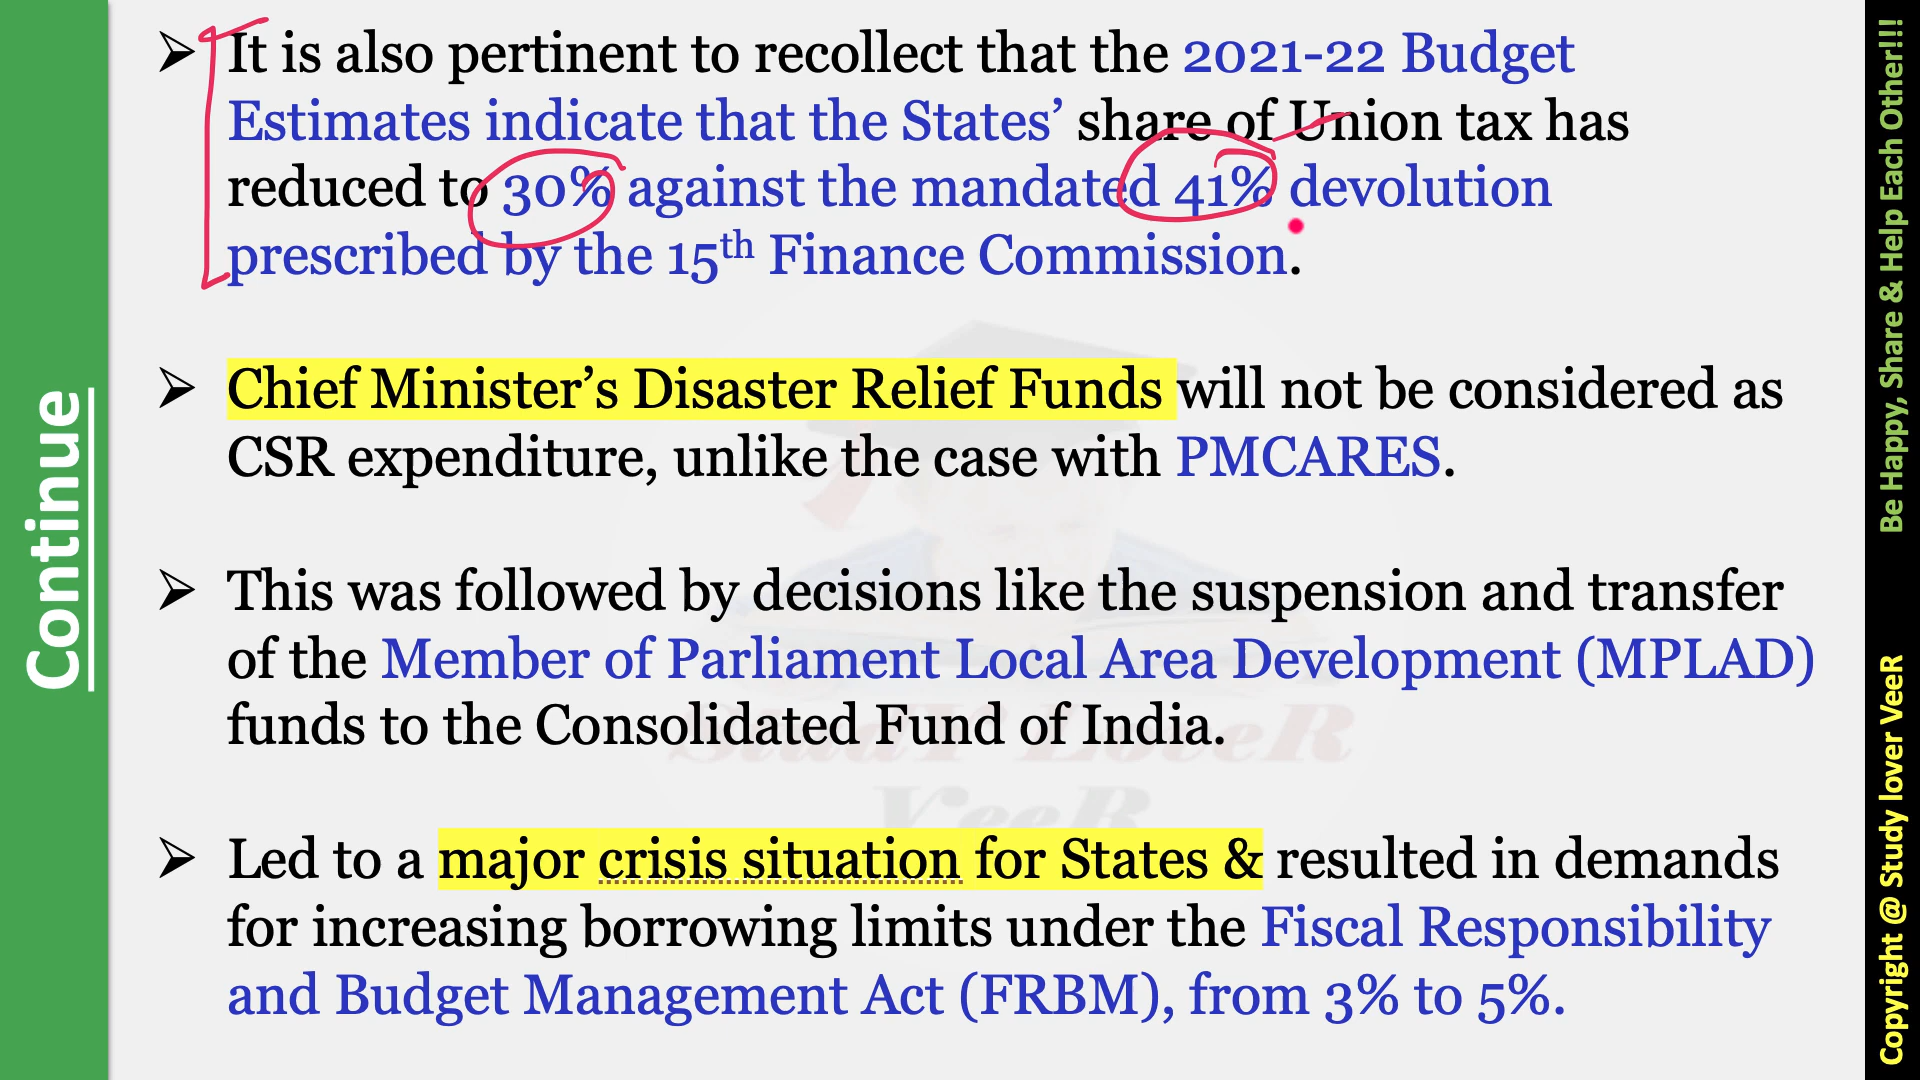 Continue
➢ It is also pertinent to recollect that the 2021-22 Budget
Estimates indicate that the States’ share of Union tax has
reduced to 30% against the mandated 41% devolution
prescribed by the 15th Finance Commission.
➢ Chief Minister’s Disaster Relief Funds will not be considered as
CSR expenditure, unlike the case with PMCARES.
➢ This was followed by decisions like the suspension and transfer
of the Member of Parliament Local Area Development (MPLAD)
funds to the Consolidated Fund of India.
➢ Led to a major crisis situation for States & resulted in demands
for increasing borrowing limits under the Fiscal Responsibility
and Budget Management Act (FRBM), from 3% to 5%.
StudY LoveR
VeeR
Copyright @ Study lover VeeR
Be Happy, Share & Help Each Other!!!